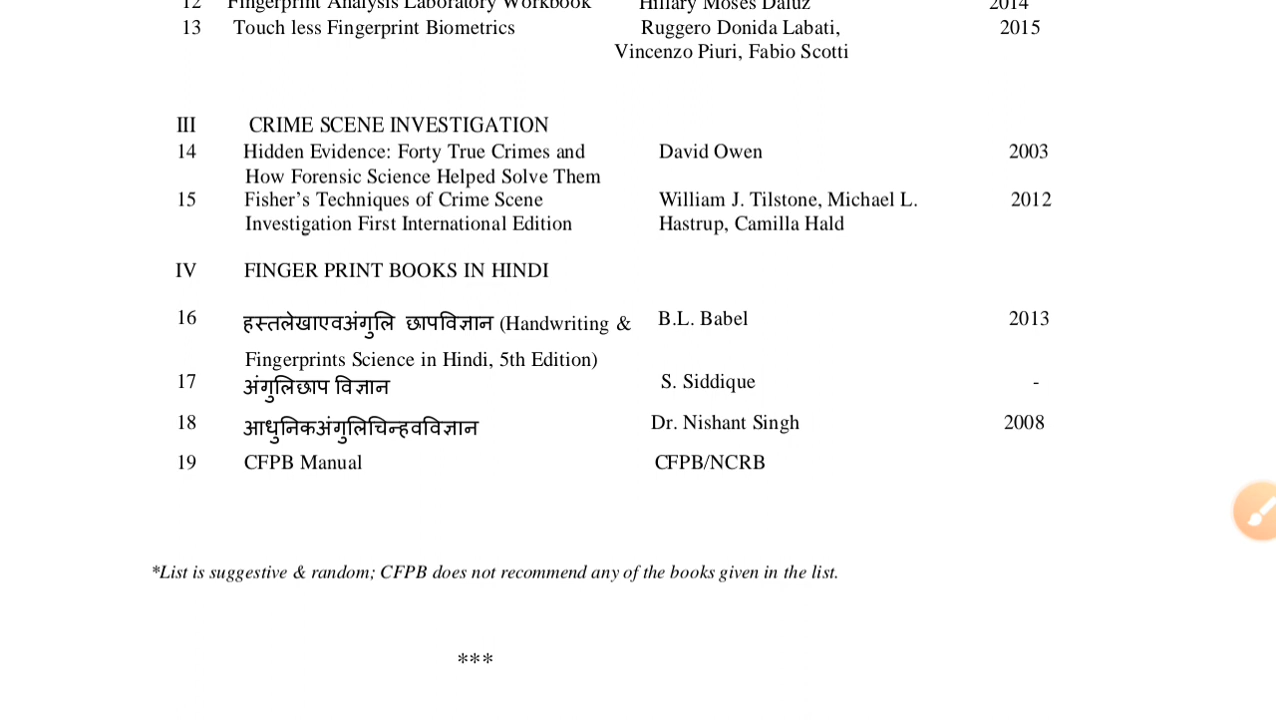 12 Fingerprint Analysis Laboratory Workbook Hillary Moses Daluz 2014
13 Touch less Fingerprint Biometrics Ruggero Donida Labati, 2015
Vincenzo Piuri, Fabio Scotti
III CRIME SCENE INVESTIGATION
14 Hidden Evidence: Forty True Crimes and David Owen 2003
How Forensic Science Helped Solve Them
15 Fisher’s Techniques of Crime Scene William J. Tilstone, Michael L. 2012
Investigation First International Edition Hastrup, Camilla Hald
IV FINGER PRINT BOOKS IN HINDI
16 हस्तलेखाएवअंगुलि छापविज्ञान (Handwriting & B.L. Babel 2013
Fingerprints Science in Hindi, 5th Edition)
17 अंगुलिछाप विज्ञान S. Siddique -
18 आधुनिकअंगुलिचिन्हवविज्ञान Dr. Nishant Singh 2008
19 CFPB Manual CFPB/NCRB
*List is suggestive & random; CFPB does not recommend any of the books given in the list.
***